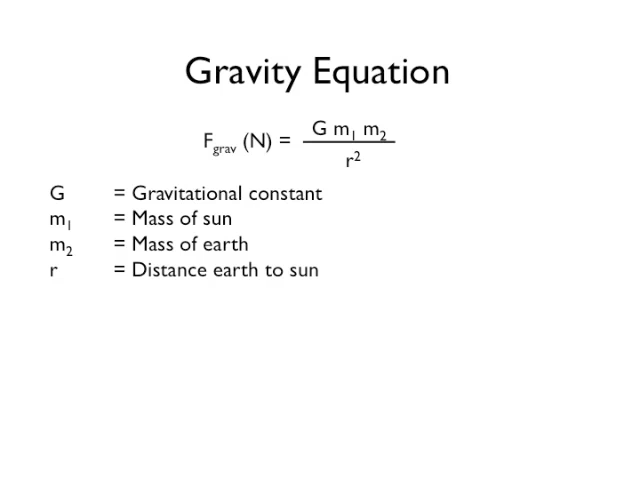 Gravity Equation
F_grav (N) = G m₁ m₂
r²
G = Gravitational constant
m₁ = Mass of sun
m₂ = Mass of earth
r = Distance earth to sun